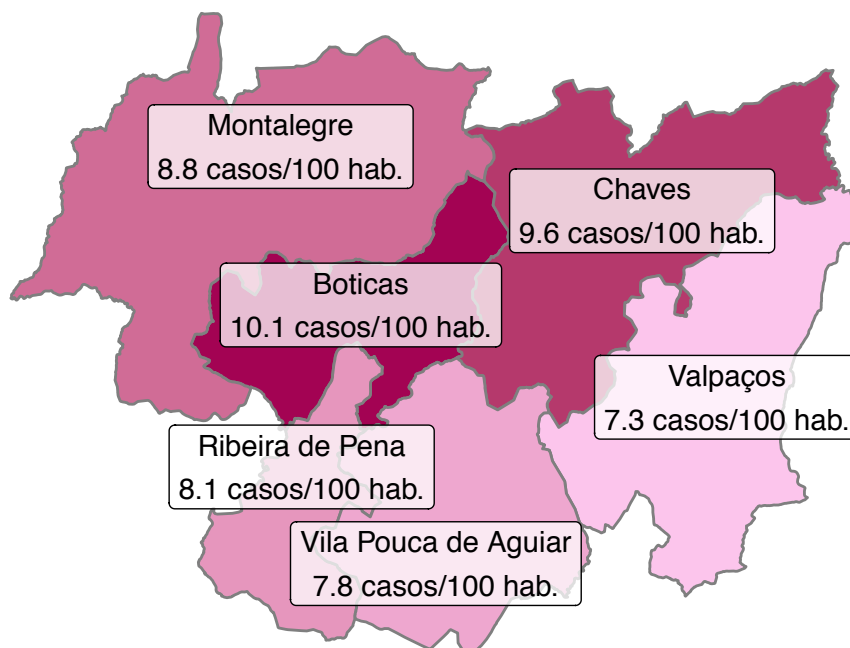 Montalegre
8.8 casos/100 hab.
Chaves
9.6 casos/100 hab.
Boticas
10.1 casos/100 hab.
Valpaços
7.3 casos/100 hab.
Ribeira de Pena
8.1 casos/100 hab.
Vila Pouca de Aguiar
7.8 casos/100 hab.